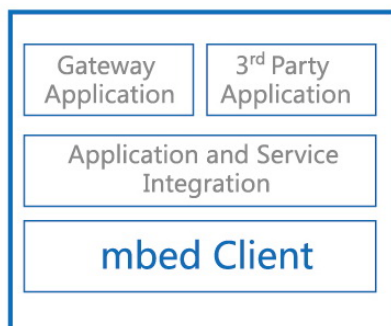 Gateway
Application
3rd Party
Application
Application and Service
Integration
mbed Client